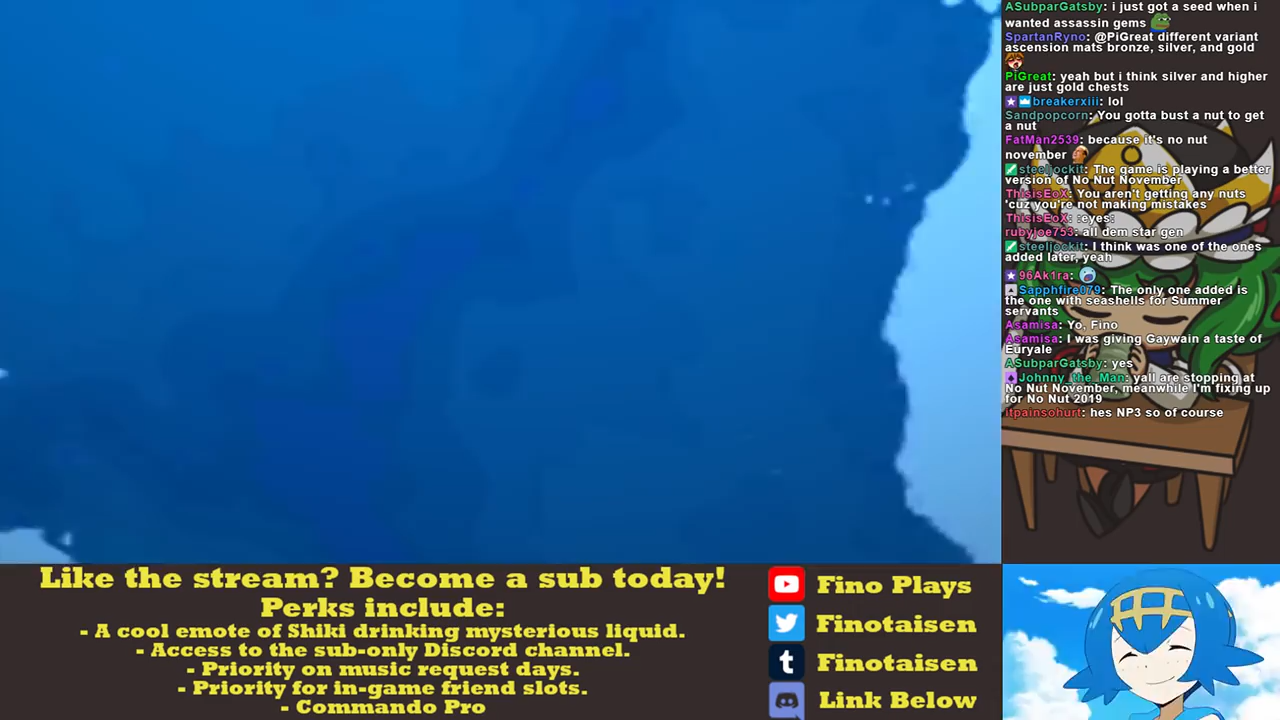 ASubparGatsby: i just got a seed when i
wanted assassin gems
SpartanRyno: @PiGreat different variant
ascension mats bronze, silver, and gold
PiGreat: yeah but i think silver and higher
are just gold chests
breakerxiii: lol
Sandpopcorn: You gotta bust a nut to get
a nut
FatMan2539: because it's no nut
november
steeljockit: The game is playing a better
version of No Nut November
ThisisEoX: You aren't getting any nuts
'cuz you're not making mistakes
ThisisEoX: :eyes:
rubyjoe753: all dem star gen
steeljockit: I think was one of the ones
added later, yeah
96Ak1ra:
Sapphfire079: The only one added is
the one with seashells for Summer
servants
Asamisa: Yo, Fino
Asamisa: I was giving Gaywain a taste of
Euryale
ASubparGatsby: yes
Johnny_the_Man: yall are stopping at
No Nut November, meanwhile I'm fixing up
for No Nut 2019
itpainsohurt: hes NP3 so of course
Like the stream? Become a sub today!
Perks include:
- A cool emote of Shiki drinking mysterious liquid.
- Access to the sub-only Discord channel.
- Priority on music request days.
- Priority for in-game friend slots.
- Commando Pro
Fino Plays
Finotaisen
Finotaisen
Link Below